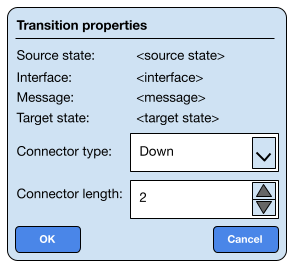 Transition properties
Source state: <source state>
Interface: <interface>
Message: <message>
Target state: <target state>
Connector type: Down
Connector length: 2
OK Cancel